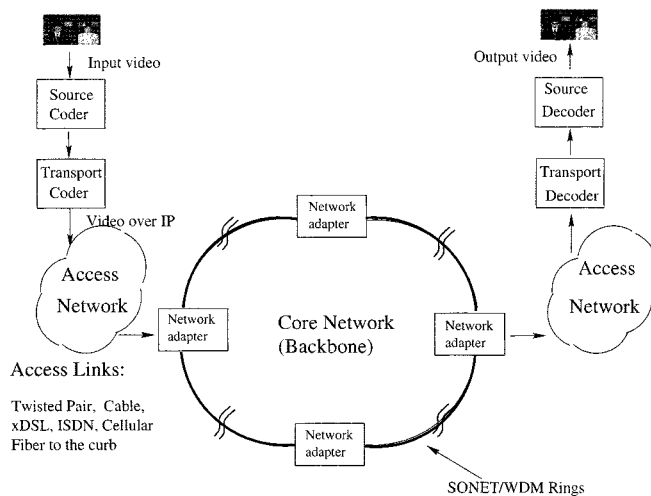 Input video
Source
Coder
Transport
Coder
Video over IP
Access
Network
Access Links:
Twisted Pair, Cable,
xDSL, ISDN, Cellular
Fiber to the curb
Network
adapter
Network
adapter
Core Network
(Backbone)
Network
adapter
Network
adapter
SONET/WDM Rings
Output video
Source
Decoder
Transport
Decoder
Access
Network